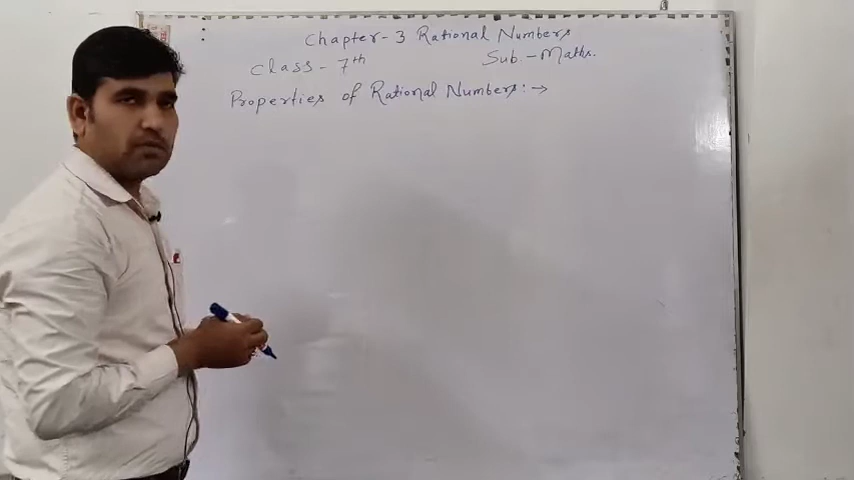 Chapter-3 Rational Numbers
Class - 7th Sub. - Maths.
Properties of Rational Numbers : →